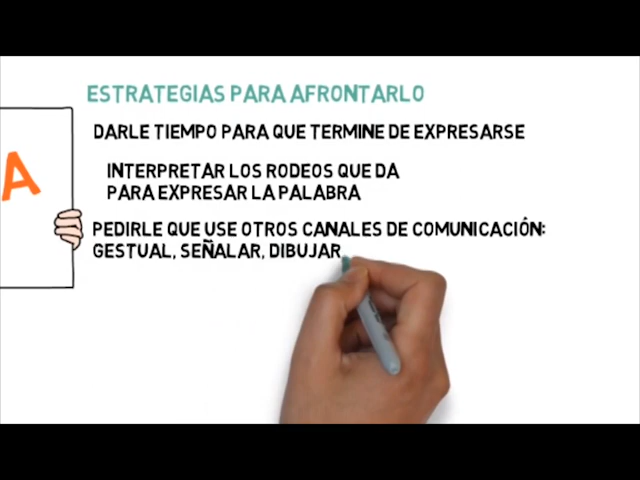 ESTRATEGIAS PARA AFRONTARLO
DARLE TIEMPO PARA QUE TERMINE DE EXPRESARSE
INTERPRETAR LOS RODEOS QUE DA
PARA EXPRESAR LA PALABRA
A
PEDIRLE QUE USE OTROS CANALES DE COMUNICACIÓN:
GESTUAL, SEÑALAR, DIBUJAR